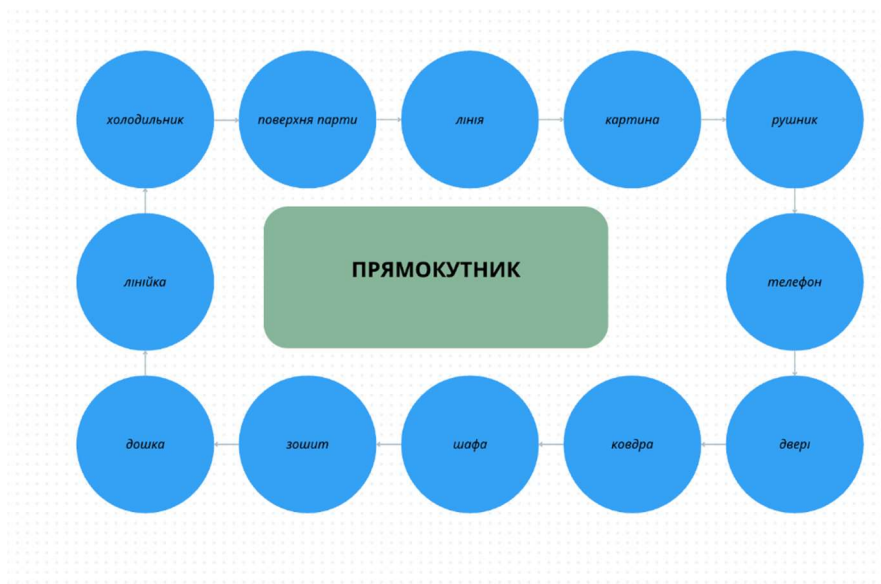 холодильник
поверхня парти
лінія
картина
рушник
лінійка
ПРЯМОКУТНИК
телефон
дошка
зошит
шафа
ковдра
двері